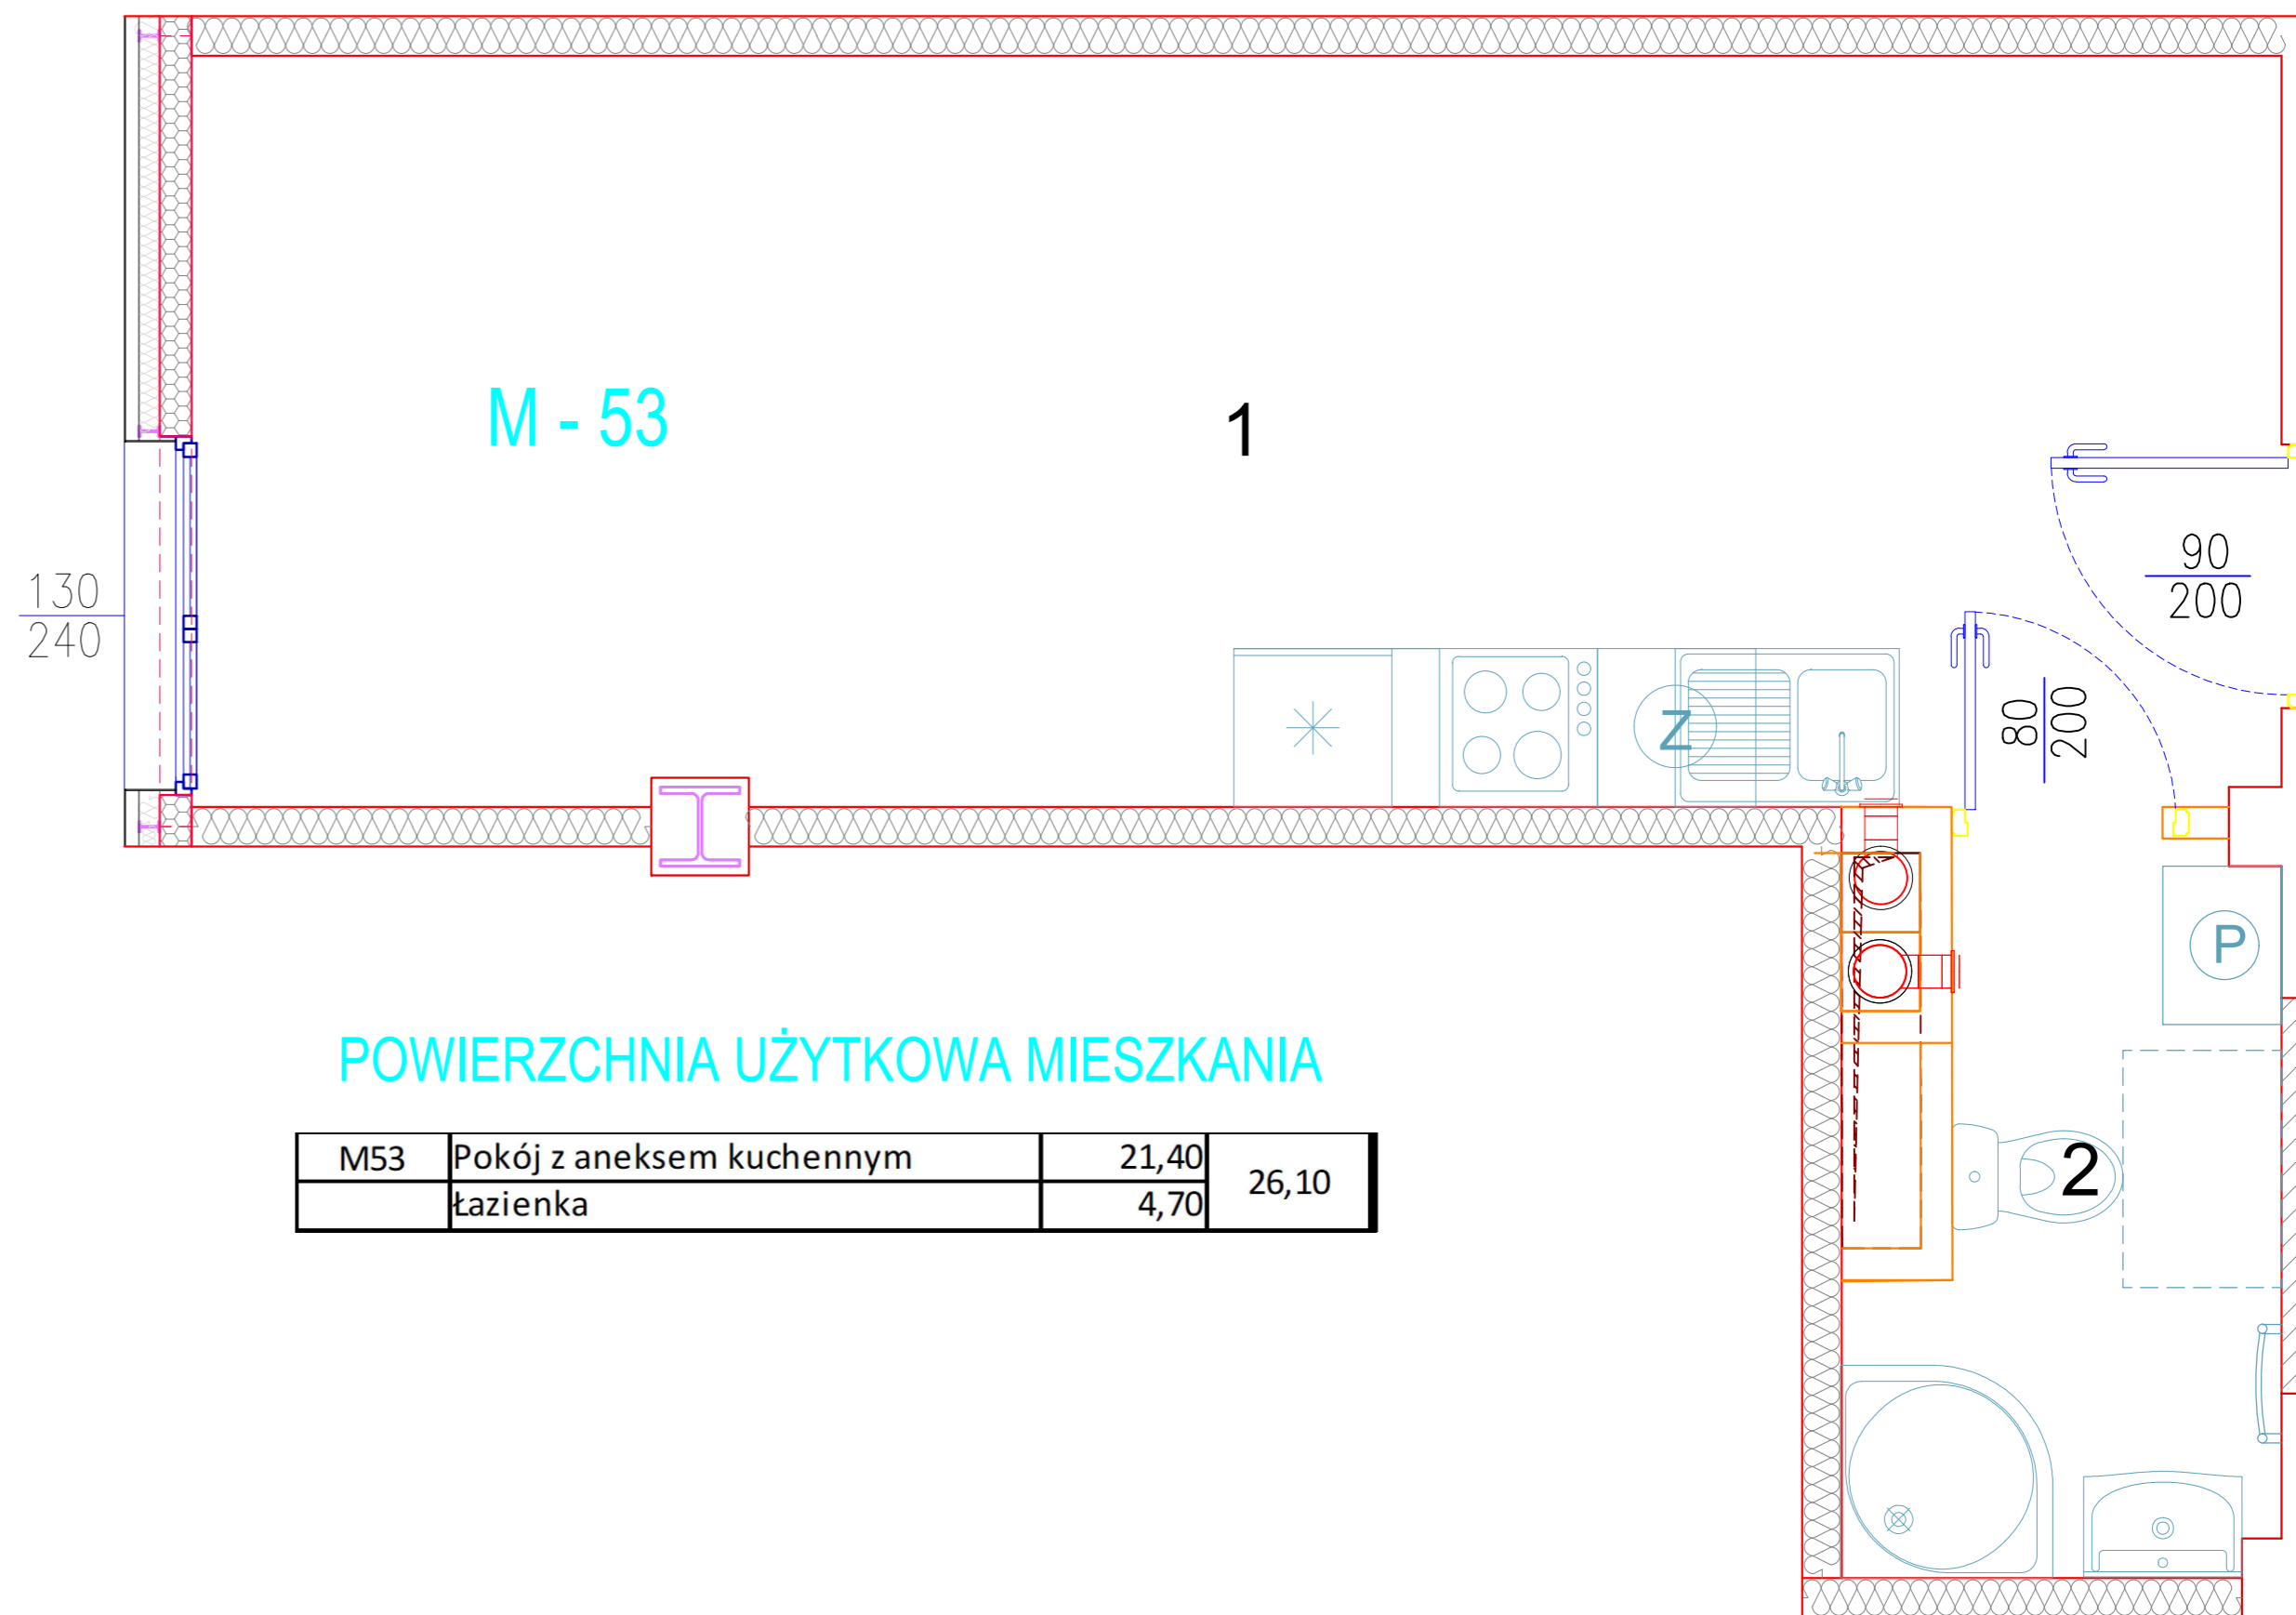 M - 53
1
90
200
130
240
80
200
Z
P
POWIERZCHNIA UŻYTKOWA MIESZKANIA
M53 Pokój z aneksem kuchennym 21,40 26,10
Łazienka 4,70
2